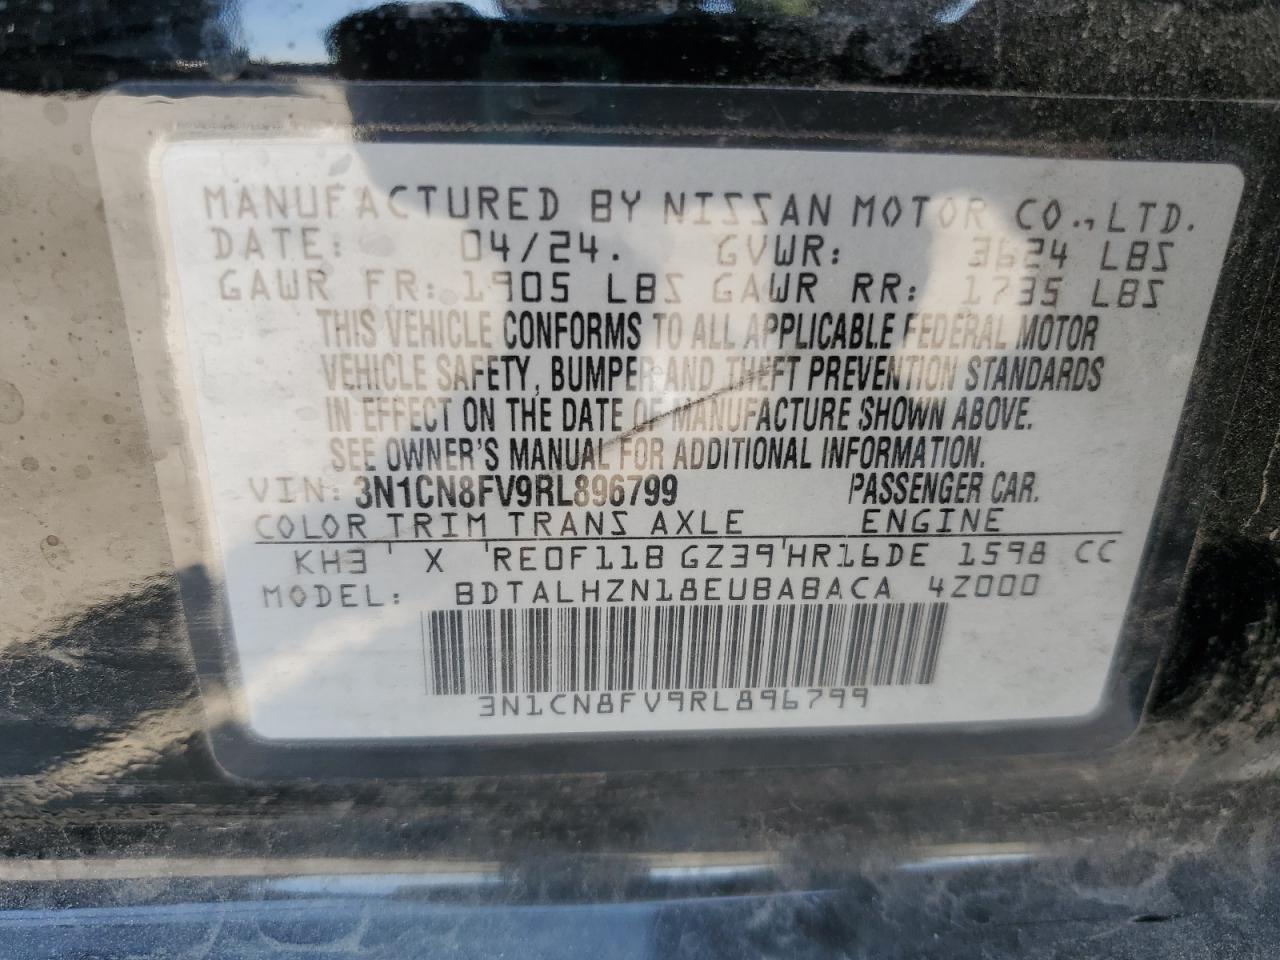 MANUFACTURED BY NISSAN MOTOR CO., LTD.
DATE: 04/24. GVWR: 3624 LBS
GAWR FR: 1905 LBS GAWR RR: 1735 LBS
THIS VEHICLE CONFORMS TO ALL APPLICABLE FEDERAL MOTOR
VEHICLE SAFETY, BUMPER AND THEFT PREVENTION STANDARDS
IN EFFECT ON THE DATE OF MANUFACTURE SHOWN ABOVE.
SEE OWNER'S MANUAL FOR ADDITIONAL INFORMATION.
VIN: 3N1CN8FV9RL896799 PASSENGER CAR.
COLOR TRIM TRANS AXLE ENGINE
KH3 X RE0F11B GZ39 HR16DE 1598 CC
MODEL: BDTALHZN18EUBABACA 4Z000
3N1CN8FV9RL896799